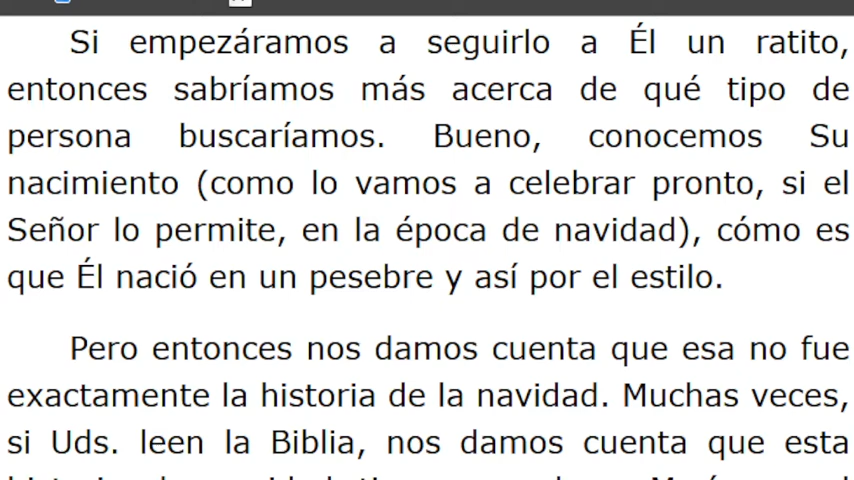 Si empezáramos a seguirlo a Él un ratito,
entonces sabríamos más acerca de qué tipo de
persona buscaríamos. Bueno, conocemos Su
nacimiento (como lo vamos a celebrar pronto, si el
Señor lo permite, en la época de navidad), cómo es
que Él nació en un pesebre y así por el estilo.
Pero entonces nos damos cuenta que esa no fue
exactamente la historia de la navidad. Muchas veces,
si Uds. leen la Biblia, nos damos cuenta que esta